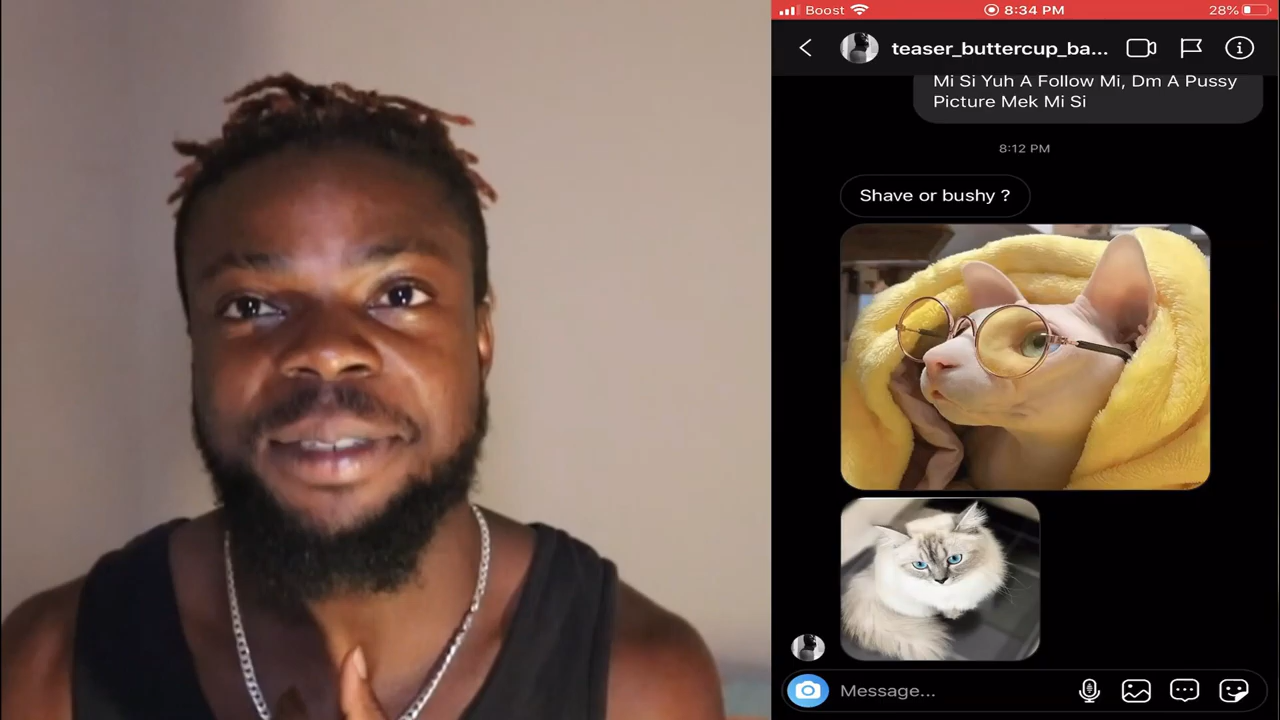 Boost 8:34 PM 28%
teaser_buttercup_ba...
Mi Si Yuh A Follow Mi, Dm A Pussy
Picture Mek Mi Si
8:12 PM
Shave or bushy ?
Message...